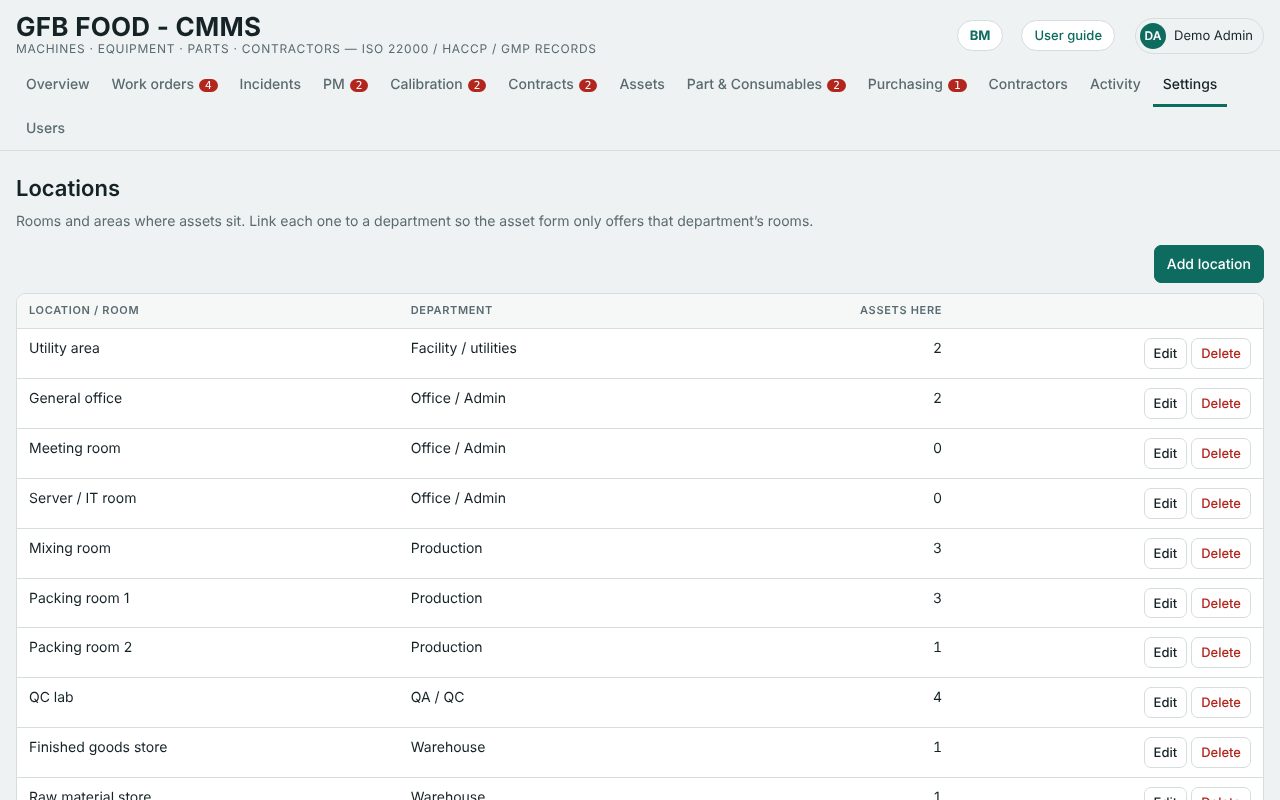 GFB FOOD - CMMS
MACHINES · EQUIPMENT · PARTS · CONTRACTORS — ISO 22000 / HACCP / GMP RECORDS
BM
User guide
DA Demo Admin
Overview Work orders 4 Incidents PM 2 Calibration 2 Contracts 2 Assets Part & Consumables 2 Purchasing 1 Contractors Activity Settings
Users
Locations
Rooms and areas where assets sit. Link each one to a department so the asset form only offers that department’s rooms.
Add location
LOCATION / ROOM DEPARTMENT ASSETS HERE
Utility area Facility / utilities 2 Edit Delete
General office Office / Admin 2 Edit Delete
Meeting room Office / Admin 0 Edit Delete
Server / IT room Office / Admin 0 Edit Delete
Mixing room Production 3 Edit Delete
Packing room 1 Production 3 Edit Delete
Packing room 2 Production 1 Edit Delete
QC lab QA / QC 4 Edit Delete
Finished goods store Warehouse 1 Edit Delete
Raw material store Warehouse 1 Edit Delete